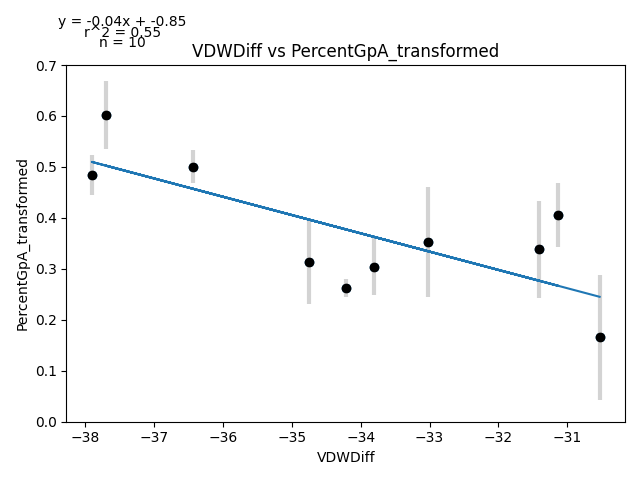 y = -0.04x + -0.85
r^2 = 0.55
n = 10
VDWDiff vs PercentGpA_transformed
PercentGpA_transformed
0.7
0.6
0.5
0.4
0.3
0.2
0.1
0.0
−38 −37 −36 −35 −34 −33 −32 −31
VDWDiff